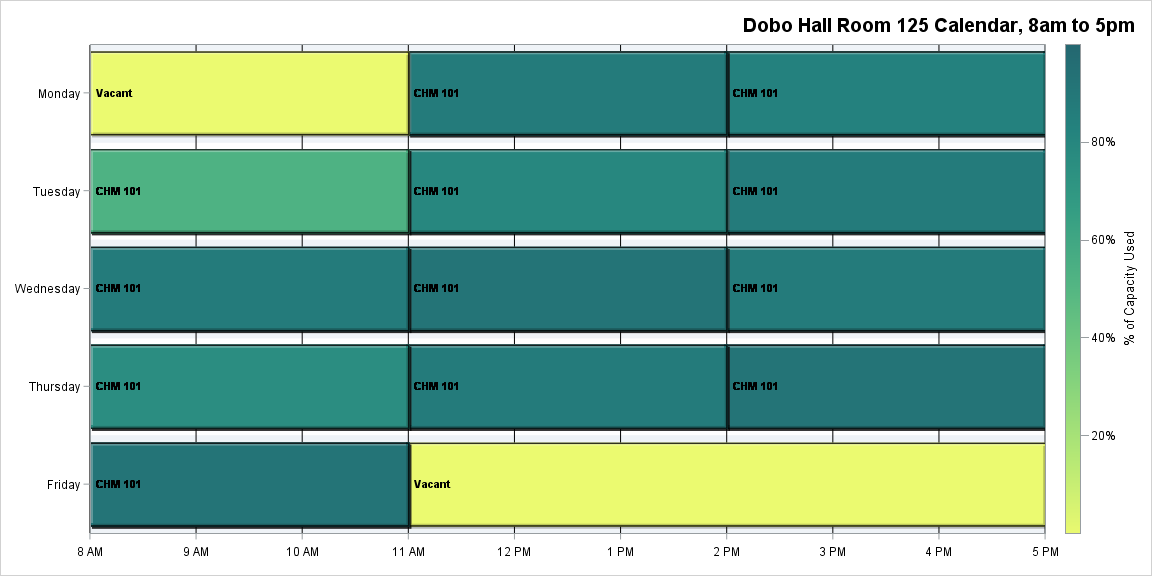 Dobo Hall Room 125 Calendar, 8am to 5pm
Monday
Vacant
CHM 101
CHM 101
Tuesday
CHM 101
CHM 101
CHM 101
Wednesday
CHM 101
CHM 101
CHM 101
Thursday
CHM 101
CHM 101
CHM 101
Friday
CHM 101
Vacant
8 AM
9 AM
10 AM
11 AM
12 PM
1 PM
2 PM
3 PM
4 PM
5 PM
80%
60%
40%
20%
% of Capacity Used